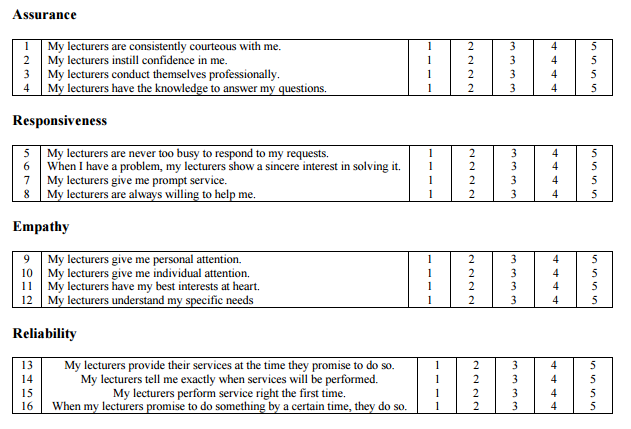 Assurance
1 My lecturers are consistently courteous with me. 1 2 3 4 5
2 My lecturers instill confidence in me. 1 2 3 4 5
3 My lecturers conduct themselves professionally. 1 2 3 4 5
4 My lecturers have the knowledge to answer my questions. 1 2 3 4 5
Responsiveness
5 My lecturers are never too busy to respond to my requests. 1 2 3 4 5
6 When I have a problem, my lecturers show a sincere interest in solving it. 1 2 3 4 5
7 My lecturers give me prompt service. 1 2 3 4 5
8 My lecturers are always willing to help me. 1 2 3 4 5
Empathy
9 My lecturers give me personal attention. 1 2 3 4 5
10 My lecturers give me individual attention. 1 2 3 4 5
11 My lecturers have my best interests at heart. 1 2 3 4 5
12 My lecturers understand my specific needs 1 2 3 4 5
Reliability
13 My lecturers provide their services at the time they promise to do so. 1 2 3 4 5
14 My lecturers tell me exactly when services will be performed. 1 2 3 4 5
15 My lecturers perform service right the first time. 1 2 3 4 5
16 When my lecturers promise to do something by a certain time, they do so. 1 2 3 4 5